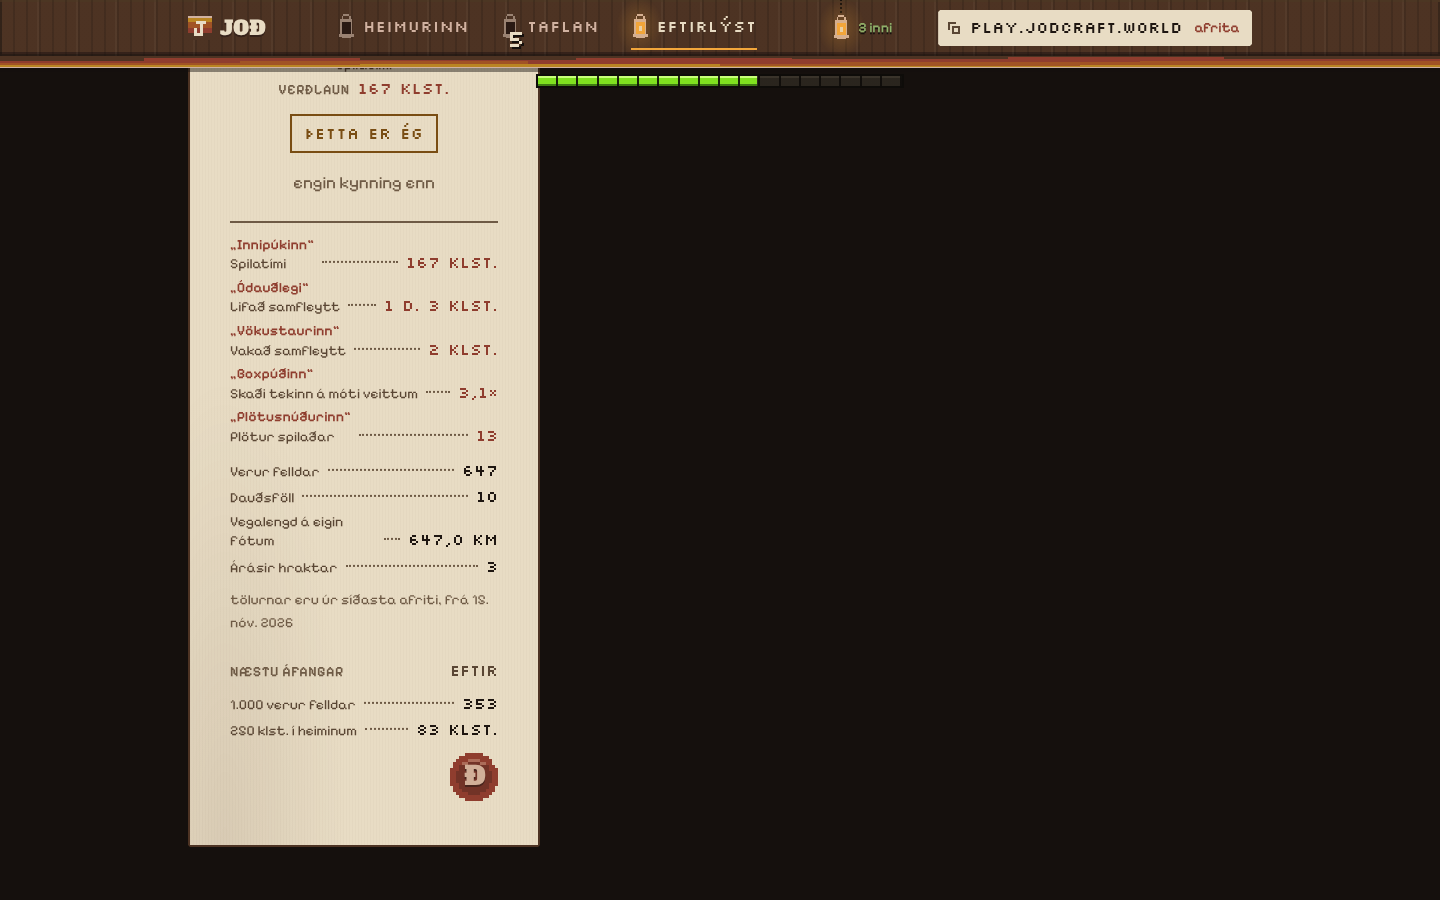 JOÐ
HEIMURINN
TAFLAN
5
EFTIRLÝST
3 inni
PLAY.JODCRAFT.WORLD afrita
VERÐLAUN 167 KLST.
ÞETTA ER ÉG
engin kynning enn
„Innipúkinn“
Spilatími 167 KLST.
„Ódauðlegi“
Lifað samfleytt 1 D. 3 KLST.
„Vökustaurinn“
Vakað samfleytt 2 KLST.
„Boxpúðinn“
Skaði tekinn á móti veittum 3,1×
„Plötusnúðurinn“
Plötur spilaðar 13
Verur felldar 647
Dauðsföll 10
Vegalengd á eigin
fótum 647,0 KM
Árásir hraktar 3
tölurnar eru úr síðasta afriti, frá 1S.
nóv. 2026
NÆSTU ÁFANGAR EFTIR
1.000 verur felldar 353
250 klst. í heiminum 83 KLST.
Ð